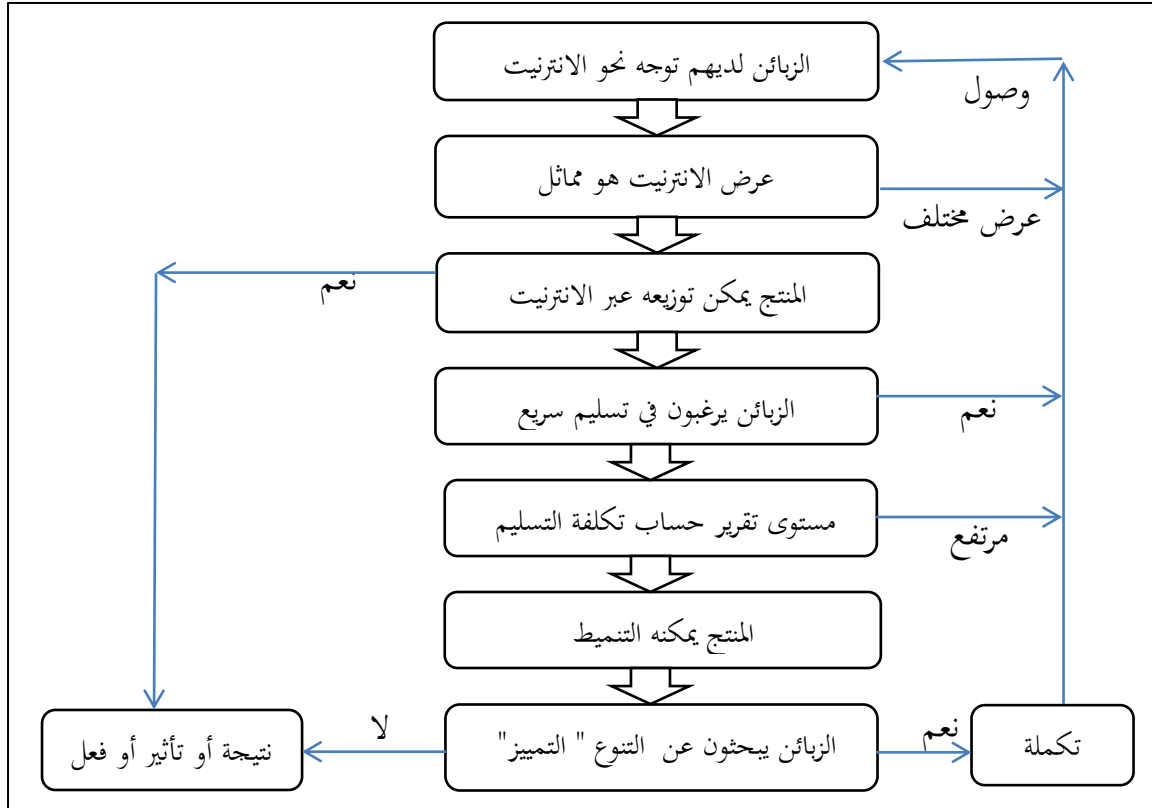 الزبائن لديهم توجه نحو الانترنيت
وصول
عرض الانترنيت هو مماثل
عرض مختلف
المنتج يمكن توزيعه عبر الانترنيت
نعم
الزبائن يرغبون في تسليم سريع
نعم
مستوى تقرير حساب تكلفة التسليم
مرتفع
المنتج يمكنه التنميط
تكملة
نعم
الزبائن يبحثون عن التنوع " التمييز"
لا
نتيجة أو تأثير أو فعل